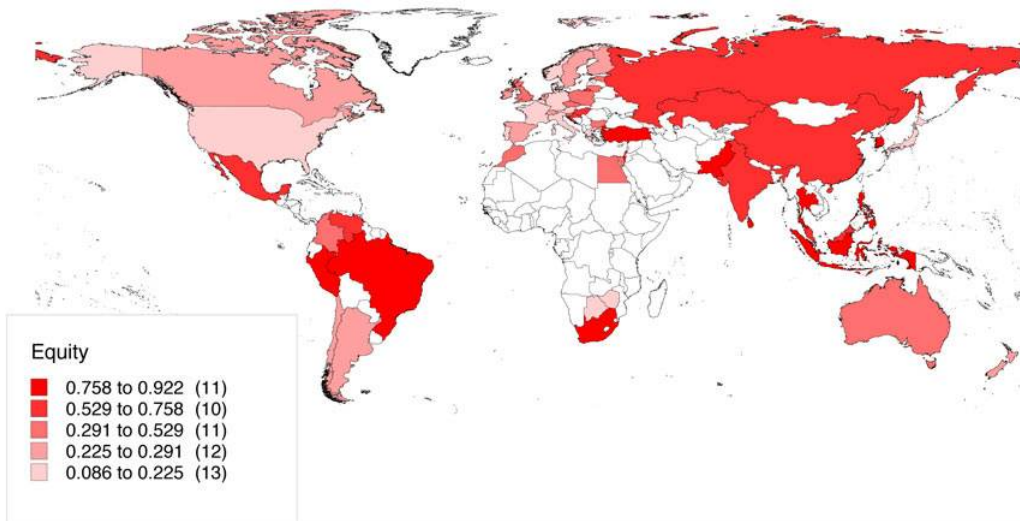 Equity
0.758 to 0.922 (11)
0.529 to 0.758 (10)
0.291 to 0.529 (11)
0.225 to 0.291 (12)
0.086 to 0.225 (13)